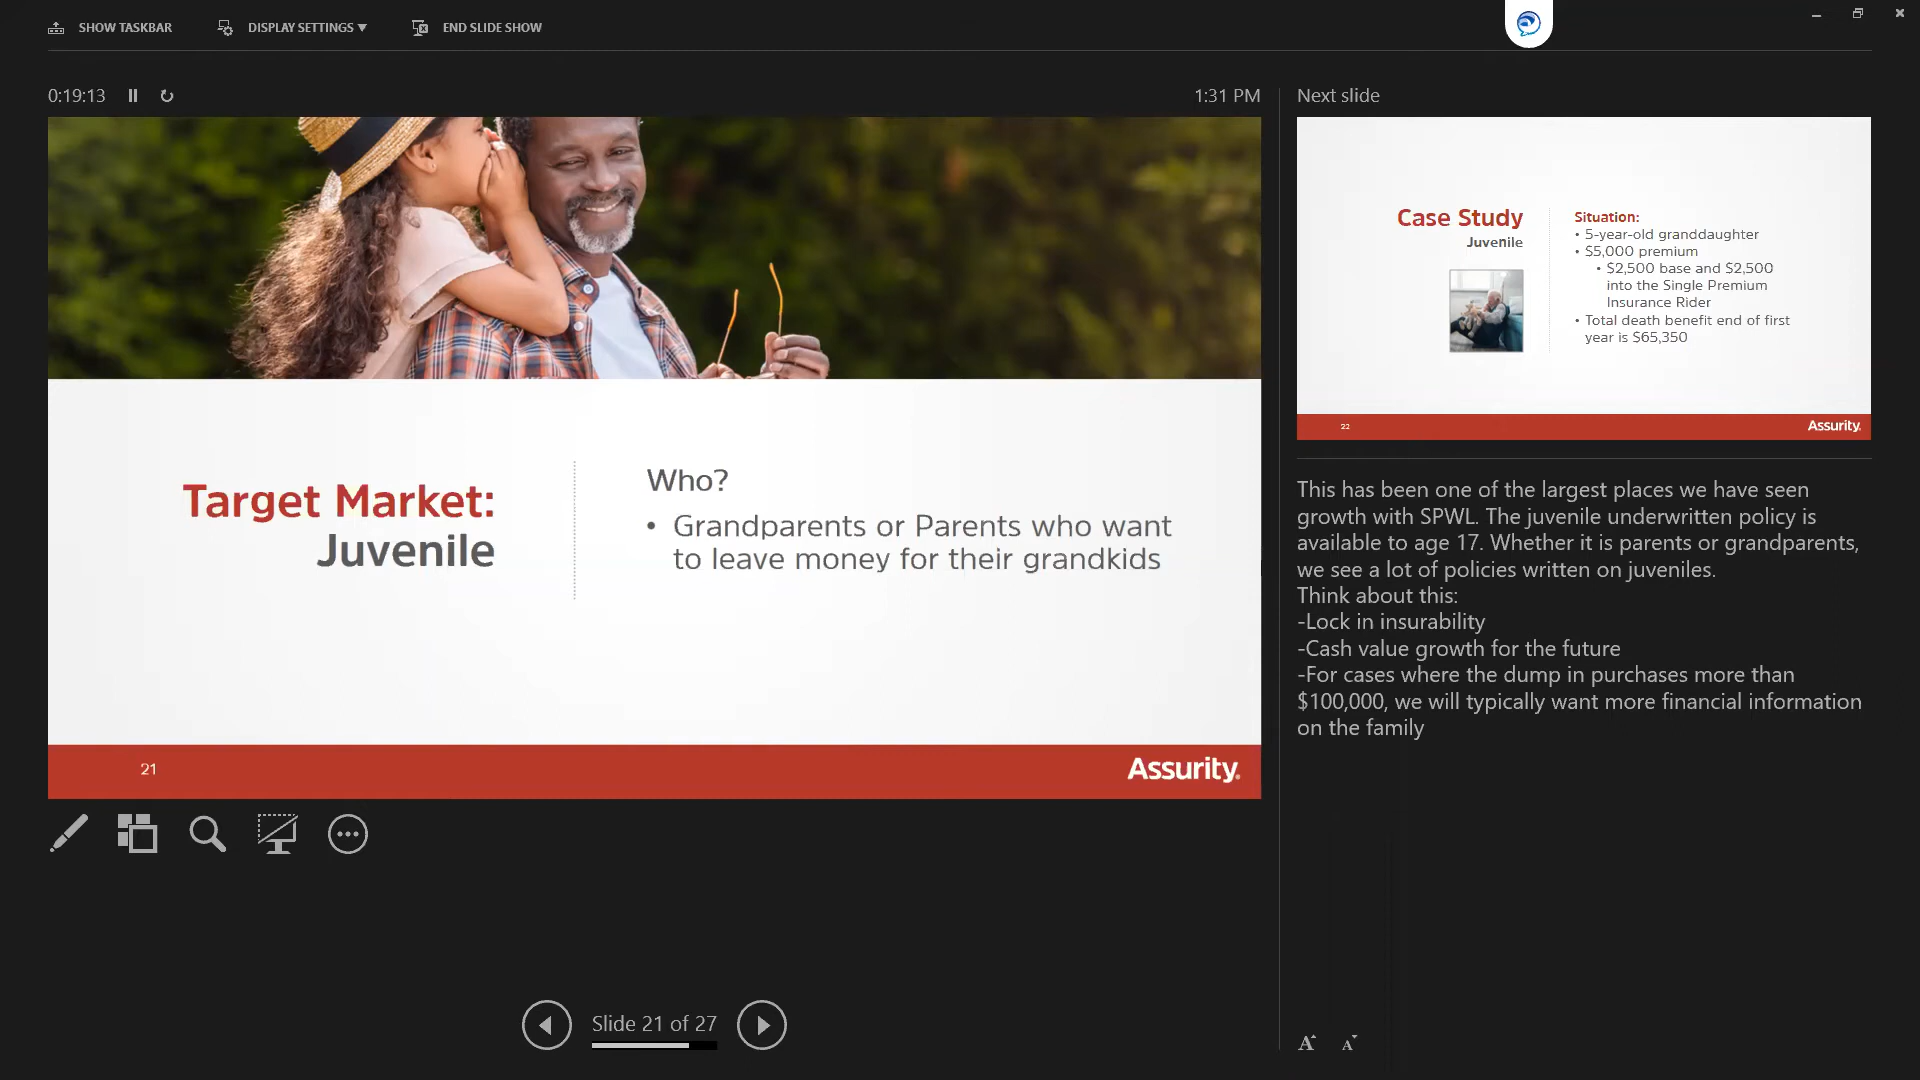 SHOW TASKBAR
DISPLAY SETTINGS
END SLIDE SHOW
0:19:13
1:31 PM
Target Market:
Juvenile
Who?
• Grandparents or Parents who want
to leave money for their grandkids
21
Assurity®
Slide 21 of 27
Next slide
Case Study
Juvenile
Situation:
• 5-year-old granddaughter
• $5,000 premium
• $2,500 base and $2,500
into the Single Premium
Insurance Rider
• Total death benefit end of first
year is $65,350
22
Assurity®
This has been one of the largest places we have seen
growth with SPWL. The juvenile underwritten policy is
available to age 17. Whether it is parents or grandparents,
we see a lot of policies written on juveniles.
Think about this:
-Lock in insurability
-Cash value growth for the future
-For cases where the dump in purchases more than
$100,000, we will typically want more financial information
on the family
A A